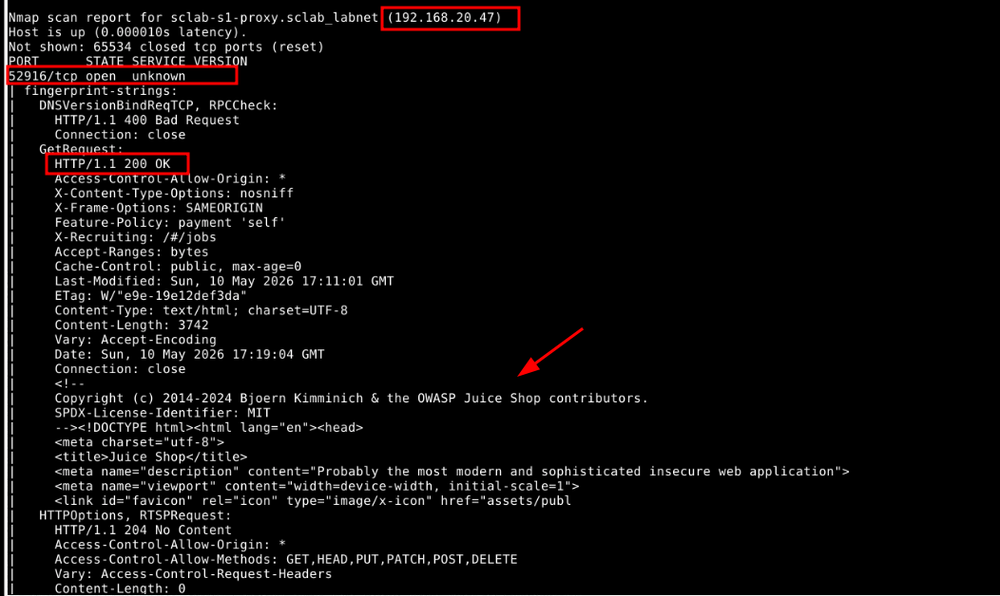 Nmap scan report for sclab-s1-proxy.sclab_labnet (192.168.20.47)
Host is up (0.000010s latency).
Not shown: 65534 closed tcp ports (reset)
PORT      STATE SERVICE VERSION
52916/tcp open  unknown
| fingerprint-strings:
|   DNSVersionBindReqTCP, RPCCheck:
|     HTTP/1.1 400 Bad Request
|     Connection: close
|   GetRequest:
|     HTTP/1.1 200 OK
|     Access-Control-Allow-Origin: *
|     X-Content-Type-Options: nosniff
|     X-Frame-Options: SAMEORIGIN
|     Feature-Policy: payment 'self'
|     X-Recruiting: /#/jobs
|     Accept-Ranges: bytes
|     Cache-Control: public, max-age=0
|     Last-Modified: Sun, 10 May 2026 17:11:01 GMT
|     ETag: W/"e9e-19e12def3da"
|     Content-Type: text/html; charset=UTF-8
|     Content-Length: 3742
|     Vary: Accept-Encoding
|     Date: Sun, 10 May 2026 17:19:04 GMT
|     Connection: close
|     <!--
|     Copyright (c) 2014-2024 Bjoern Kimminich & the OWASP Juice Shop contributors.
|     SPDX-License-Identifier: MIT
|     --><!DOCTYPE html><html lang="en"><head>
|     <meta charset="utf-8">
|     <title>Juice Shop</title>
|     <meta name="description" content="Probably the most modern and sophisticated insecure web application">
|     <meta name="viewport" content="width=device-width, initial-scale=1">
|     <link id="favicon" rel="icon" type="image/x-icon" href="assets/publ
|   HTTPOptions, RTSPRequest:
|     HTTP/1.1 204 No Content
|     Access-Control-Allow-Origin: *
|     Access-Control-Allow-Methods: GET,HEAD,PUT,PATCH,POST,DELETE
|     Vary: Access-Control-Request-Headers
|     Content-Length: 0